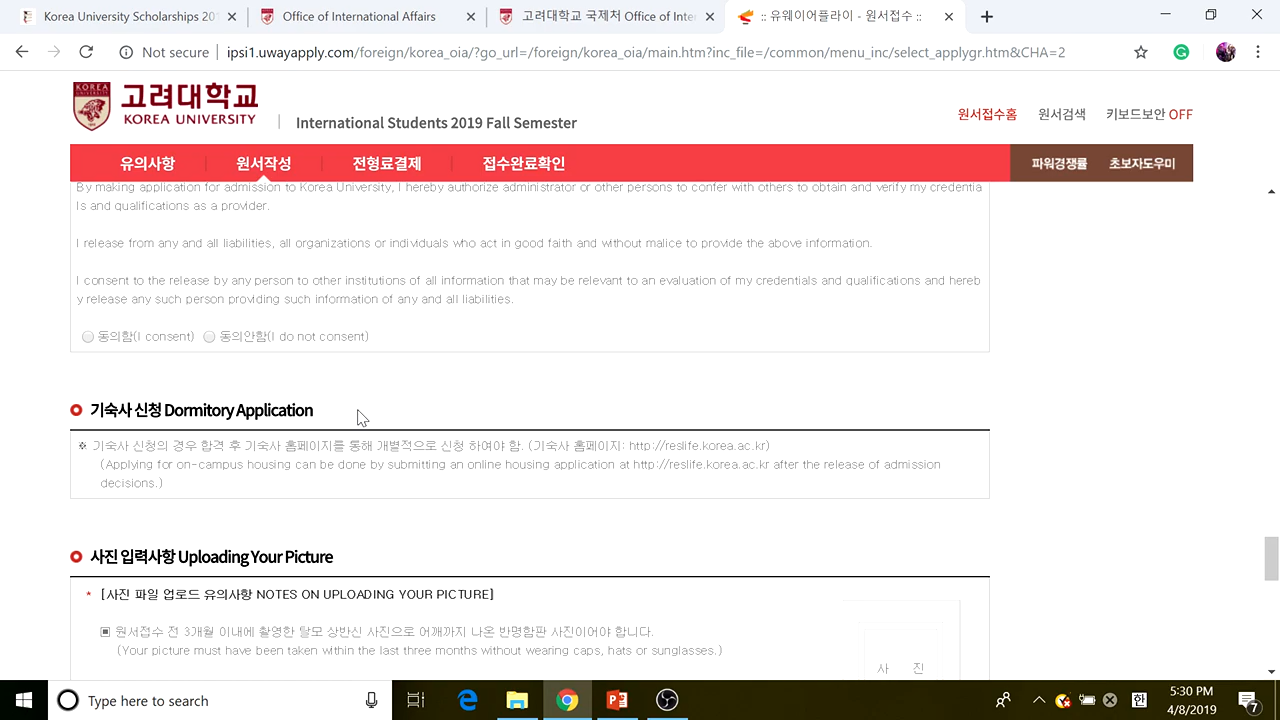 Korea University Scholarships 201
Office of International Affairs
고려대학교 국제처 Office of Inter
:: 유웨이어플라이 - 원서접수 ::
Not secure
ipsi1.uwayapply.com/foreign/korea_oia/?go_url=/foreign/korea_oia/main.htm?inc_file=/common/menu_inc/select_applygr.htm&CHA=2
KOREA
고려대학교
KOREA UNIVERSITY
International Students 2019 Fall Semester
원서접수홈 원서검색 키보드보안 OFF
유의사항 원서작성 전형료결제 접수완료확인 파워경쟁률 초보자도우미
By making application for admission to Korea University, I hereby authorize administrator or other persons to confer with others to obtain and verify my credentia
ls and qualifications as a provider.
I release from any and all liabilities, all organizations or individuals who act in good faith and without malice to provide the above information.
I consent to the release by any person to other institutions of all information that may be relevant to an evaluation of my credentials and qualifications and hereb
y release any such person providing such information of any and all liabilities.
동의함(I consent) 동의안함(I do not consent)
기숙사 신청 Dormitory Application
※ 기숙사 신청의 경우 합격 후 기숙사 홈페이지를 통해 개별적으로 신청 하여야 함. (기숙사 홈페이지: http://reslife.korea.ac.kr)
(Applying for on-campus housing can be done by submitting an online housing application at http://reslife.korea.ac.kr after the release of admission
decisions.)
사진 입력사항 Uploading Your Picture
* [사진 파일 업로드 유의사항 NOTES ON UPLOADING YOUR PICTURE]
▣ 원서접수 전 3개월 이내에 촬영한 탈모 상반신 사진으로 어깨까지 나온 반명함판 사진이어야 합니다.
(Your picture must have been taken within the last three months without wearing caps, hats or sunglasses.)
사 진
Type here to search
한
5:30 PM
4/8/2019
7